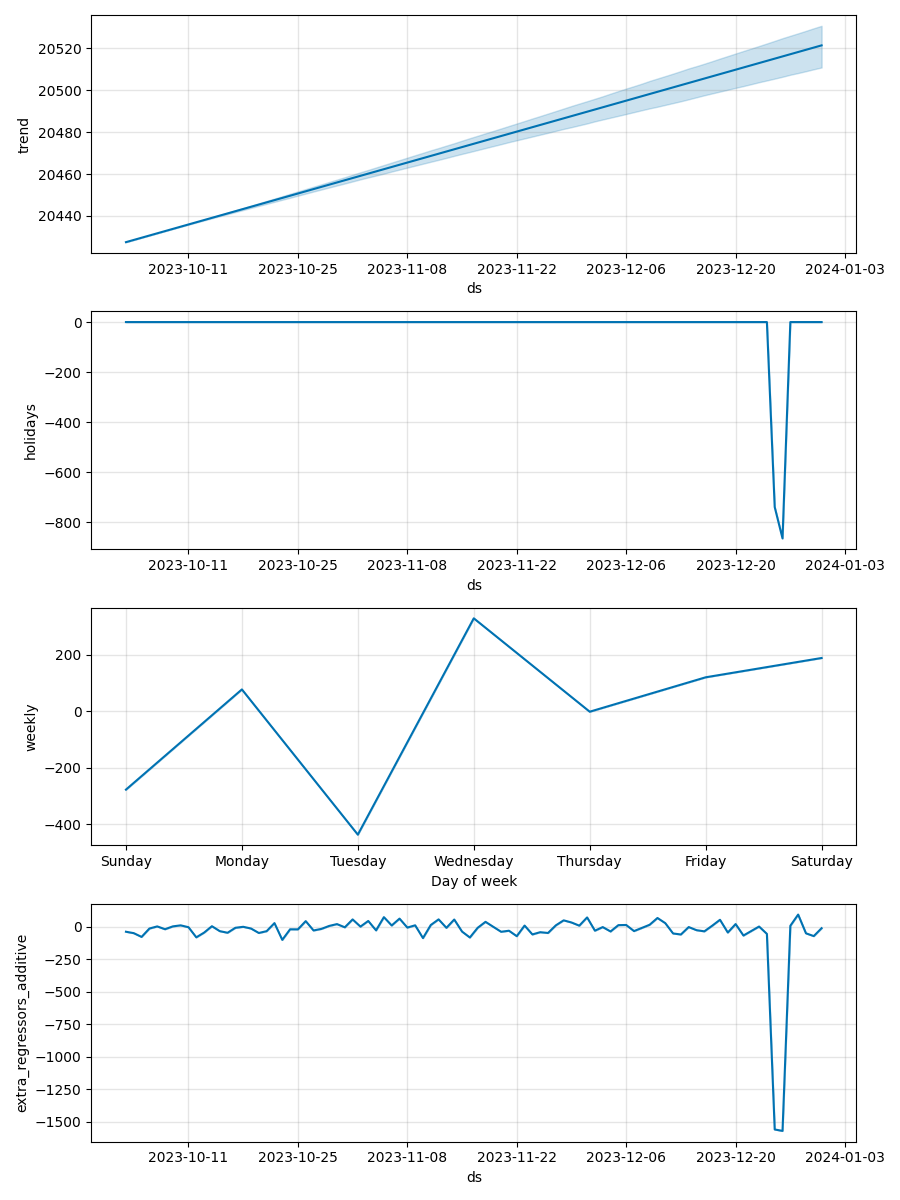 20520
20500
20480
20460
20440
trend
2023-10-11 2023-10-25 2023-11-08 2023-11-22 2023-12-06 2023-12-20 2024-01-03
ds
0
−200
−400
−600
−800
holidays
2023-10-11 2023-10-25 2023-11-08 2023-11-22 2023-12-06 2023-12-20 2024-01-03
ds
200
0
−200
−400
weekly
Sunday Monday Tuesday Wednesday Thursday Friday Saturday
Day of week
0
−250
−500
−750
−1000
−1250
−1500
extra_regressors_additive
2023-10-11 2023-10-25 2023-11-08 2023-11-22 2023-12-06 2023-12-20 2024-01-03
ds